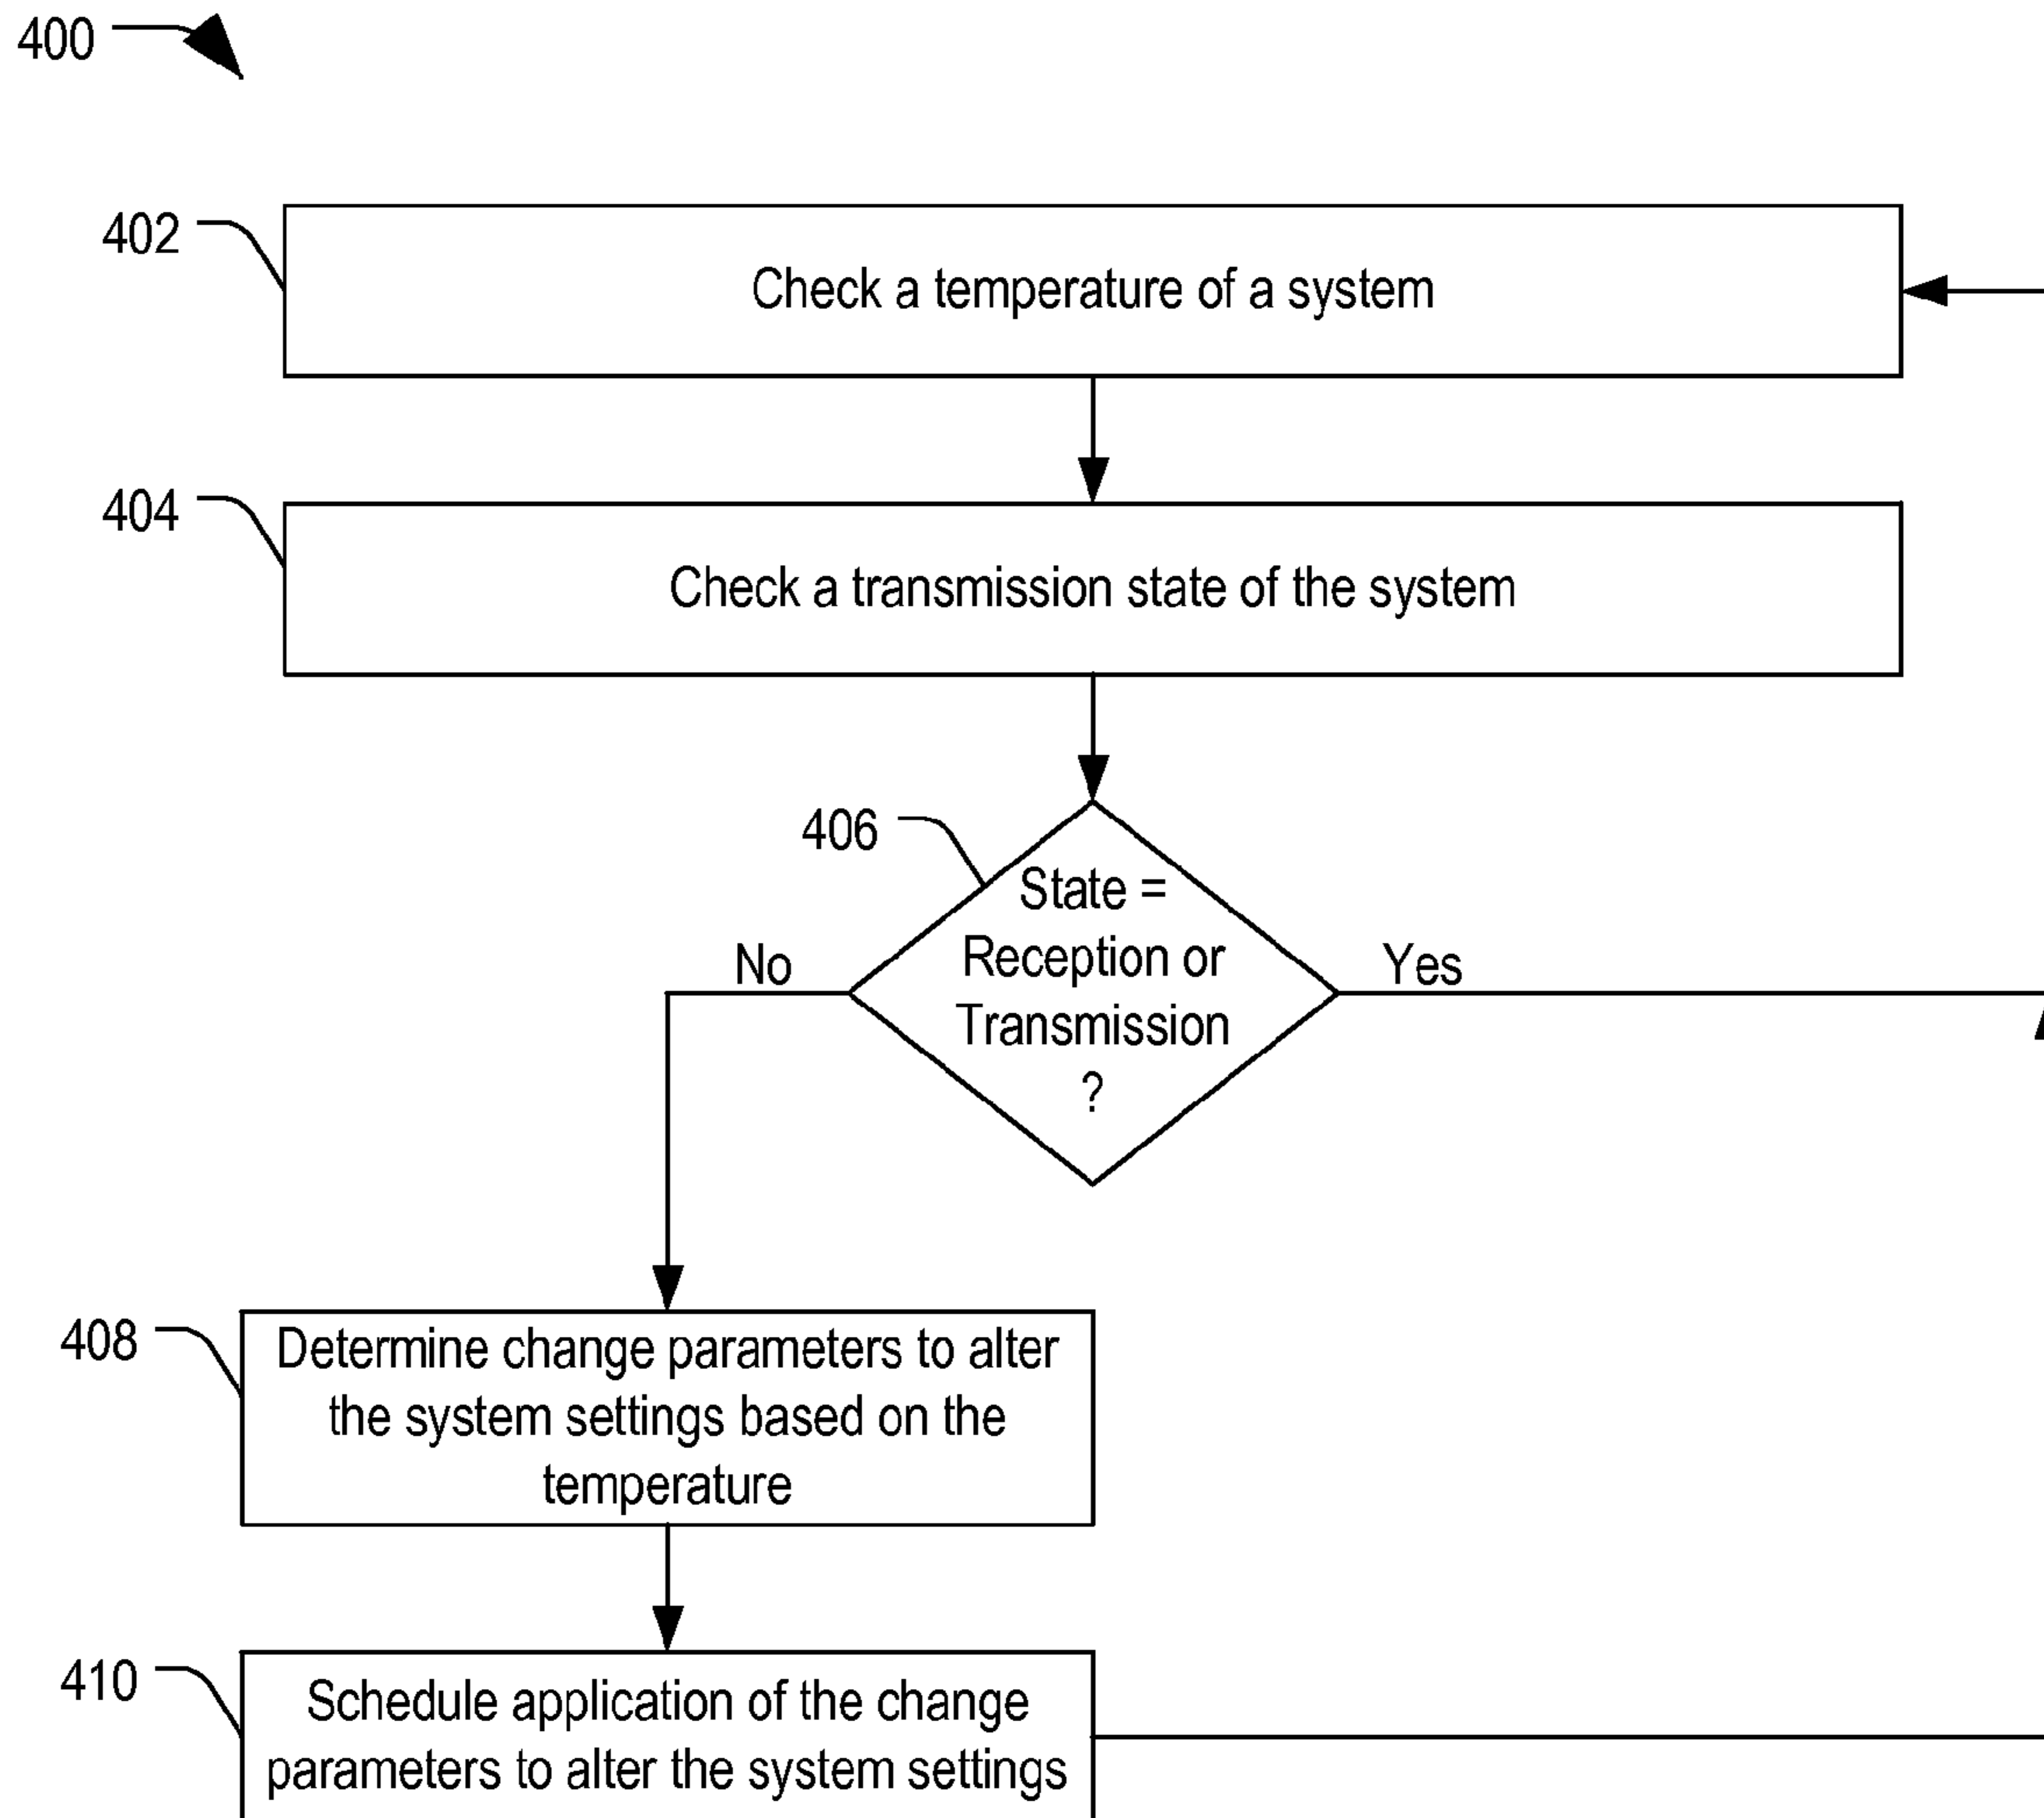 400
402
Check a temperature of a system
404
Check a transmission state of the system
406
State =
Reception or
Transmission
?
No
Yes
408
Determine change parameters to alter
the system settings based on the
temperature
410
Schedule application of the change
parameters to alter the system settings